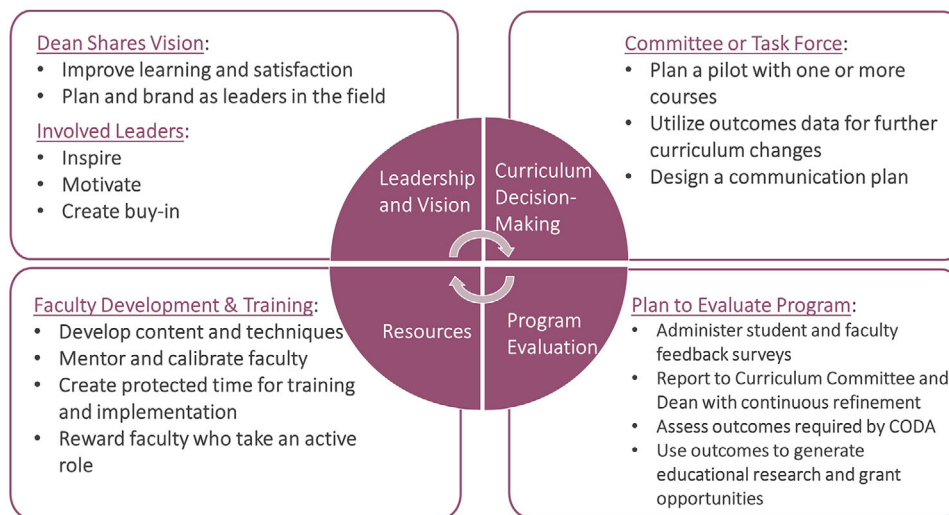 Dean Shares Vision:
• Improve learning and satisfaction
• Plan and brand as leaders in the field
Involved Leaders:
• Inspire
• Motivate
• Create buy-in
Committee or Task Force:
• Plan a pilot with one or more
courses
• Utilize outcomes data for further
curriculum changes
• Design a communication plan
Leadership
and Vision
Curriculum
Decision-
Making
Resources
Program
Evaluation
Faculty Development & Training:
• Develop content and techniques
• Mentor and calibrate faculty
• Create protected time for training
and implementation
• Reward faculty who take an active
role
Plan to Evaluate Program:
• Administer student and faculty
feedback surveys
• Report to Curriculum Committee and
Dean with continuous refinement
• Assess outcomes required by CODA
• Use outcomes to generate
educational research and grant
opportunities